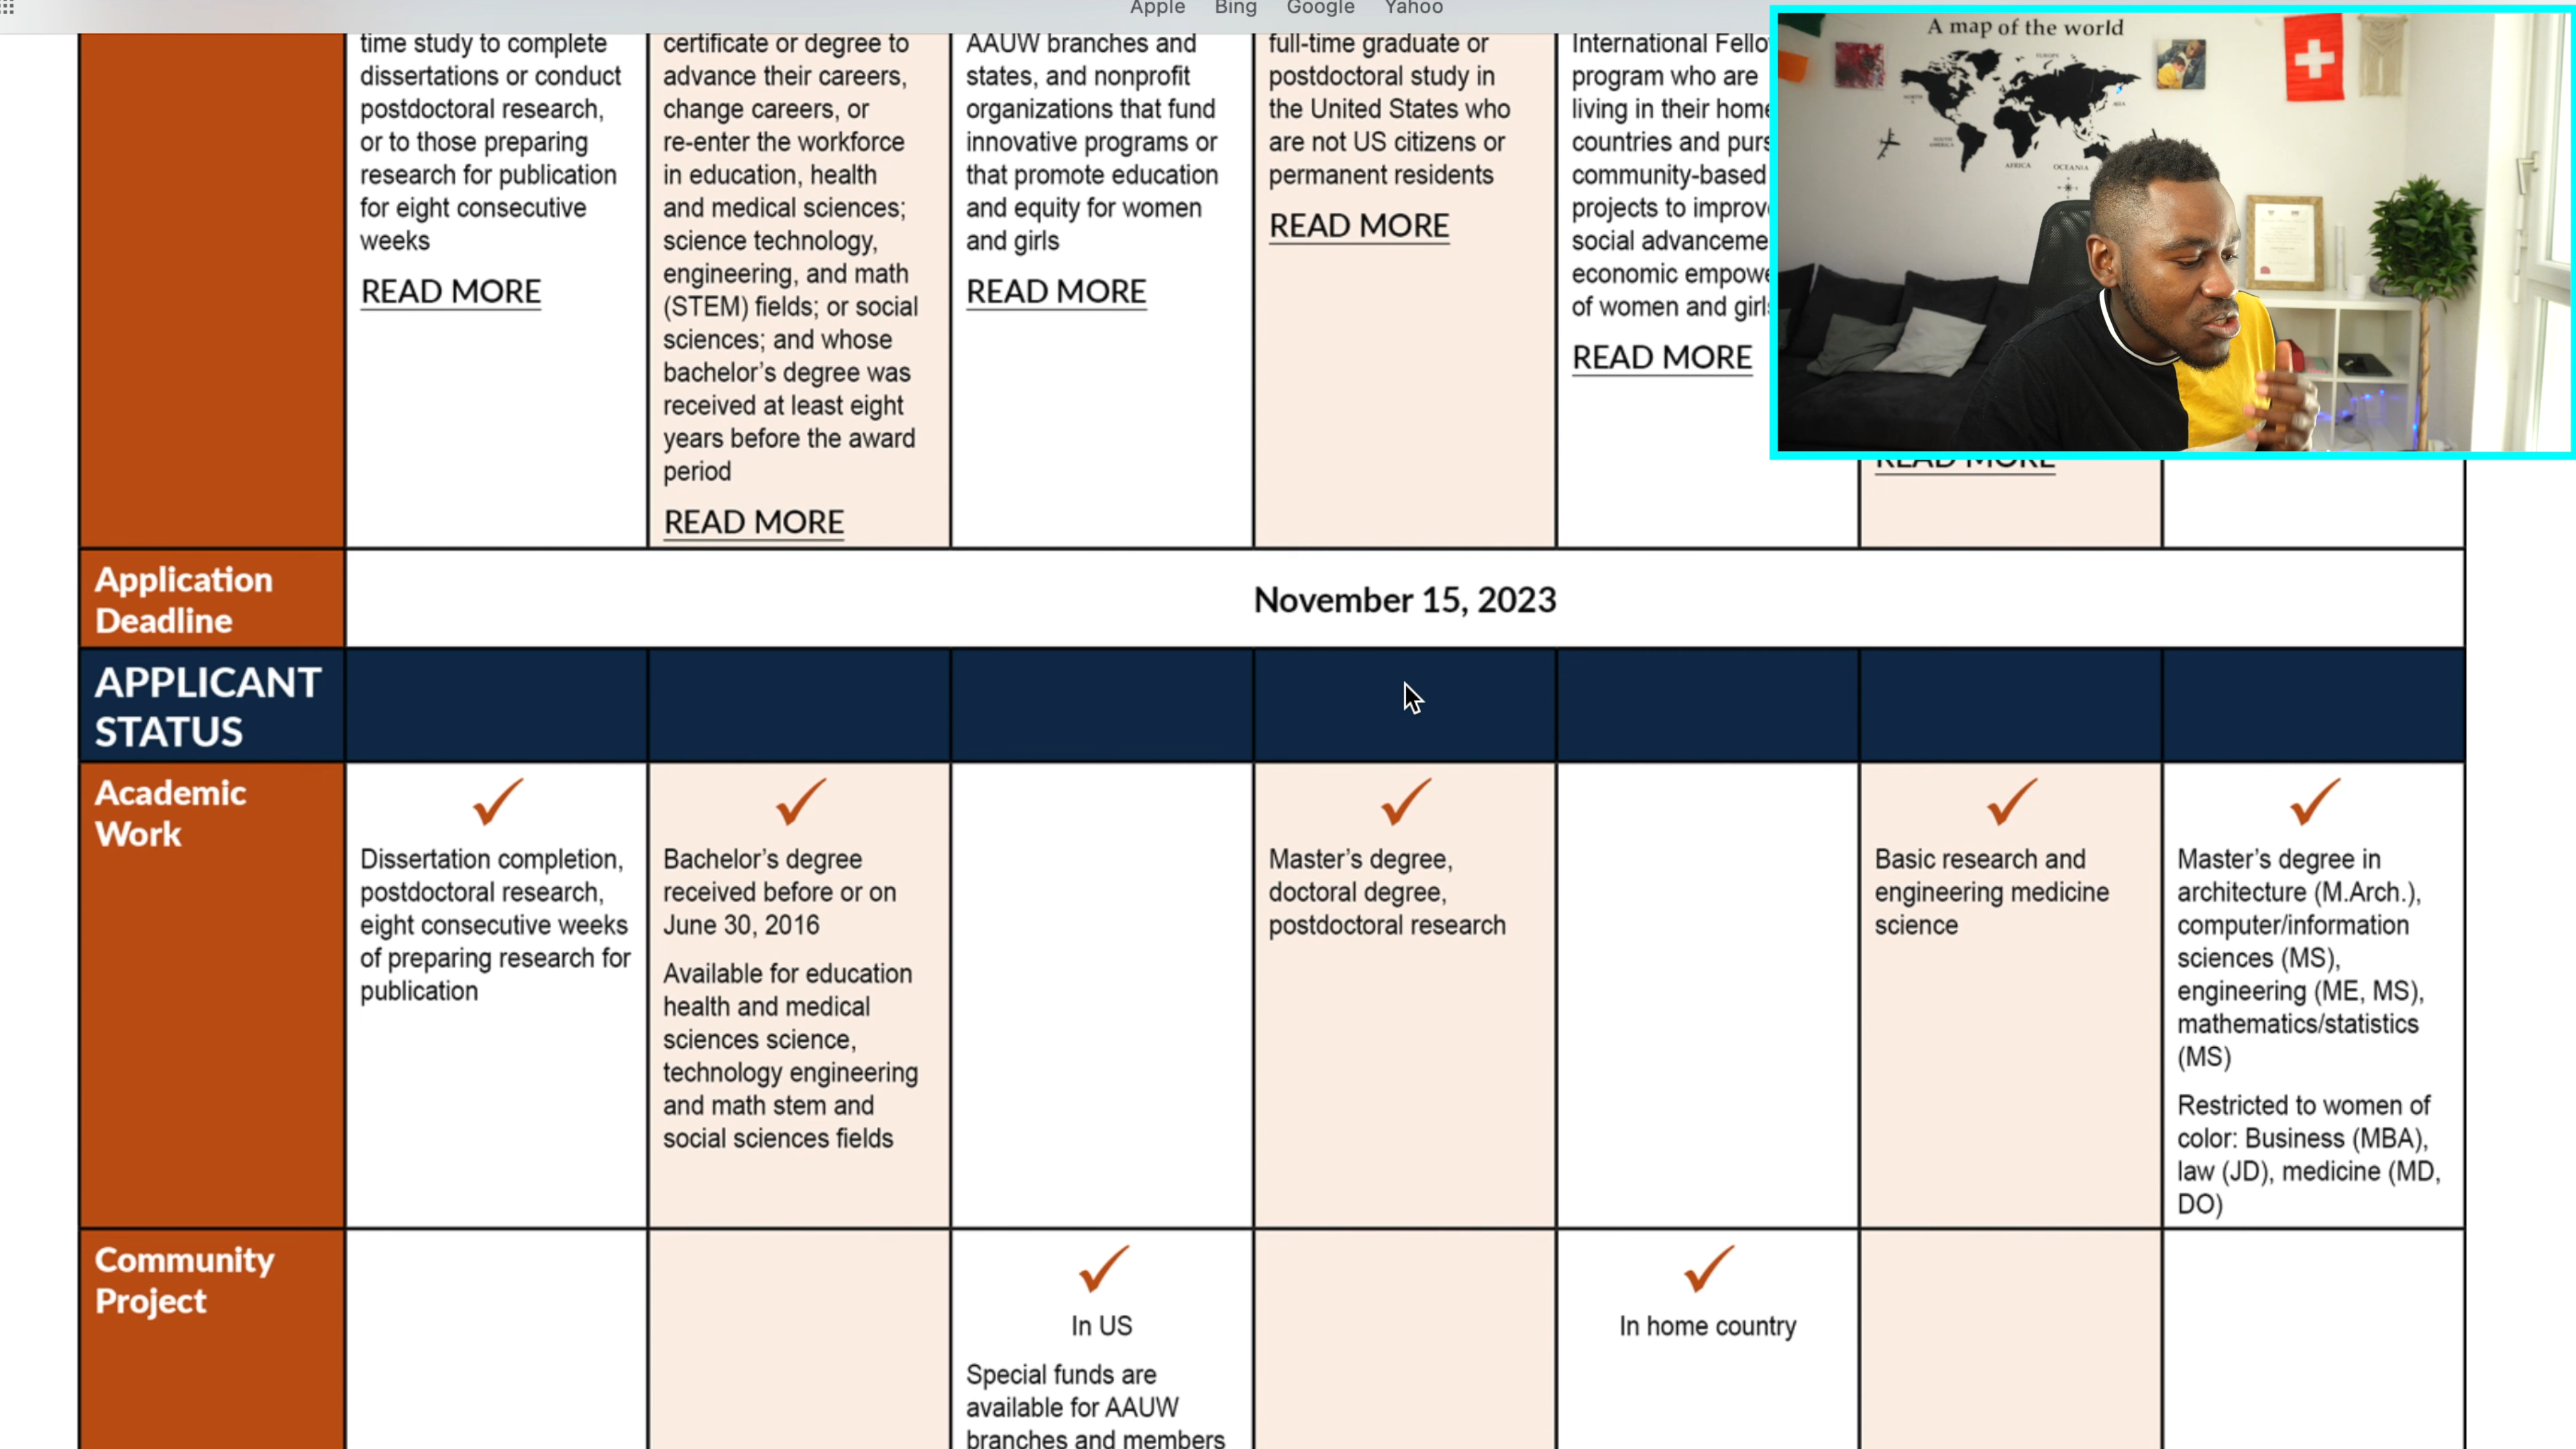 Apple Bing Google Yahoo
time study to complete
dissertations or conduct
postdoctoral research,
or to those preparing
research for publication
for eight consecutive
weeks
READ MORE
certificate or degree to
advance their careers,
change careers, or
re-enter the workforce
in education, health
and medical sciences;
science technology,
engineering, and math
(STEM) fields; or social
sciences; and whose
bachelor's degree was
received at least eight
years before the award
period
READ MORE
AAUW branches and
states, and nonprofit
organizations that fund
innovative programs or
that promote education
and equity for women
and girls
READ MORE
full-time graduate or
postdoctoral study in
the United States who
are not US citizens or
permanent residents
READ MORE
International
program who are
living in their
countries and
community-based
projects to
social
economic
of women and
READ MORE
READ MORE
A map of the world
AFRICA
OCEANIA
Application
Deadline
November 15, 2023
APPLICANT
STATUS
Academic
Work
Dissertation completion,
postdoctoral research,
eight consecutive weeks
of preparing research for
publication
Bachelor's degree
received before or on
June 30, 2016
Available for education
health and medical
sciences science,
technology engineering
and math stem and
social sciences fields
Master's degree,
doctoral degree,
postdoctoral research
Basic research and
engineering medicine
science
Master's degree in
architecture (M.Arch.),
computer/information
sciences (MS),
engineering (ME, MS),
mathematics/statistics
(MS)
Restricted to women of
color: Business (MBA),
law (JD), medicine (MD,
DO)
Community
Project
In US
Special funds are
available for AAUW
branches and members
In home country